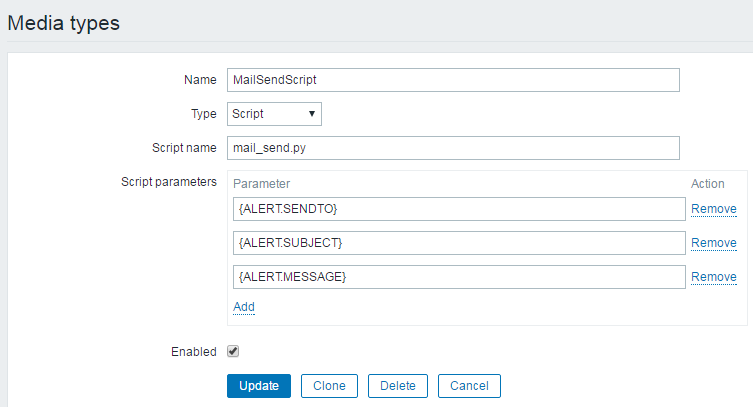 Media types
Name MailSendScript
Type Script
Script name mail_send.py
Script parameters Parameter Action
{ALERT.SENDTO} Remove
{ALERT.SUBJECT} Remove
{ALERT.MESSAGE} Remove
Add
Enabled
Update Clone Delete Cancel